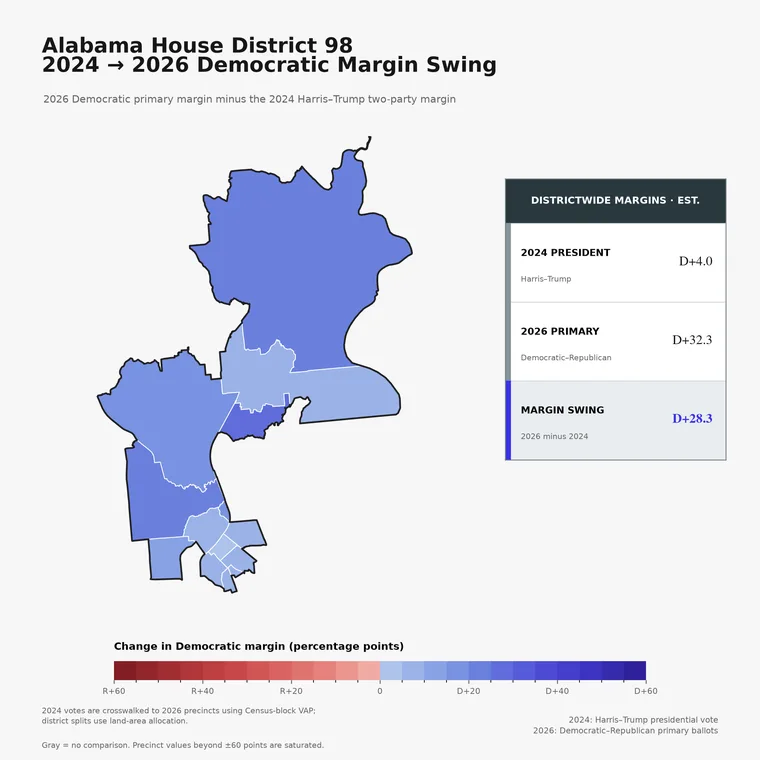 Alabama House District 98
2024 → 2026 Democratic Margin Swing
2026 Democratic primary margin minus the 2024 Harris–Trump two-party margin
DISTRICTWIDE MARGINS · EST.
2024 PRESIDENT
D+4.0
Harris–Trump
2026 PRIMARY
D+32.3
Democratic–Republican
MARGIN SWING
D+28.3
2026 minus 2024
Change in Democratic margin (percentage points)
R+60 R+40 R+20 0 D+20 D+40 D+60
2024 votes are crosswalked to 2026 precincts using Census-block VAP;
district splits use land-area allocation.
Gray = no comparison. Precinct values beyond ±60 points are saturated.
2024: Harris–Trump presidential vote
2026: Democratic–Republican primary ballots